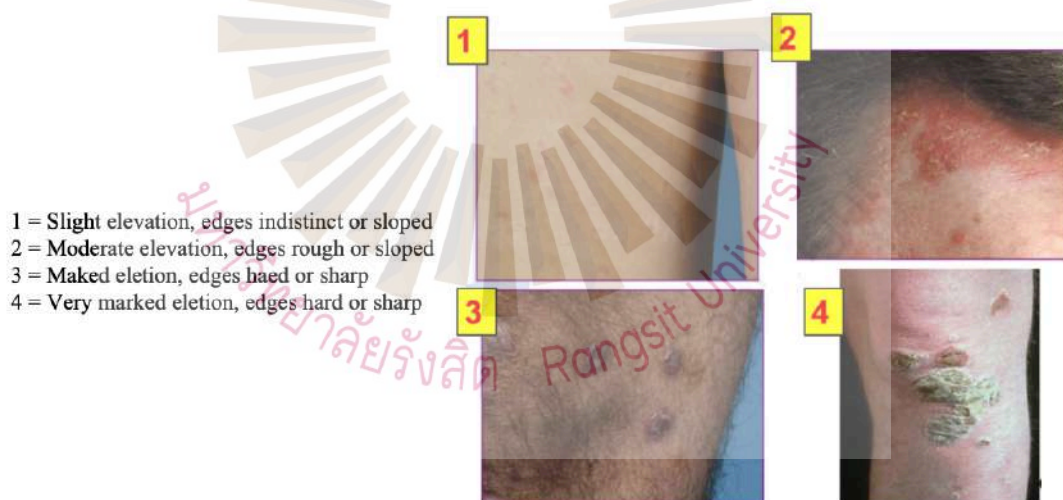 1 = Slight elevation, edges indistinct or sloped
2 = Moderate elevation, edges rough or sloped
3 = Maked eletion, edges haed or sharp
4 = Very marked eletion, edges hard or sharp
1
2
3
4
มหาวิทยาลัยรังสิต Rangsit University